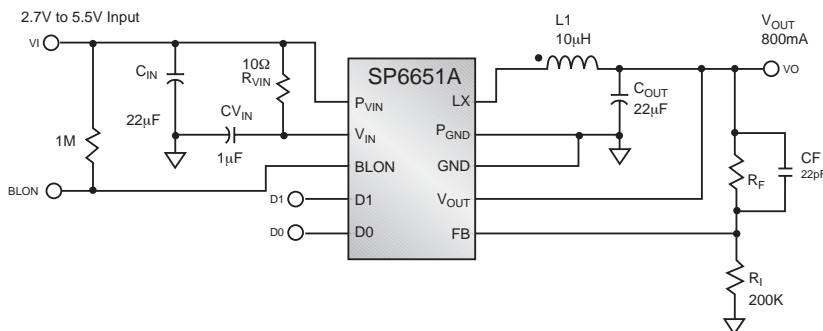 2.7V to 5.5V Input
VI
1M
BLON
CIN
22μF
CVIN
1μF
10Ω
RVIN
D1
D0
SP6651A
PVIN
VIN
BLON
D1
D0
LX
PGND
GND
VOUT
FB
L1
10μH
COUT
22μF
VOUT
800mA
VO
RF
CF
22pF
RI
200K